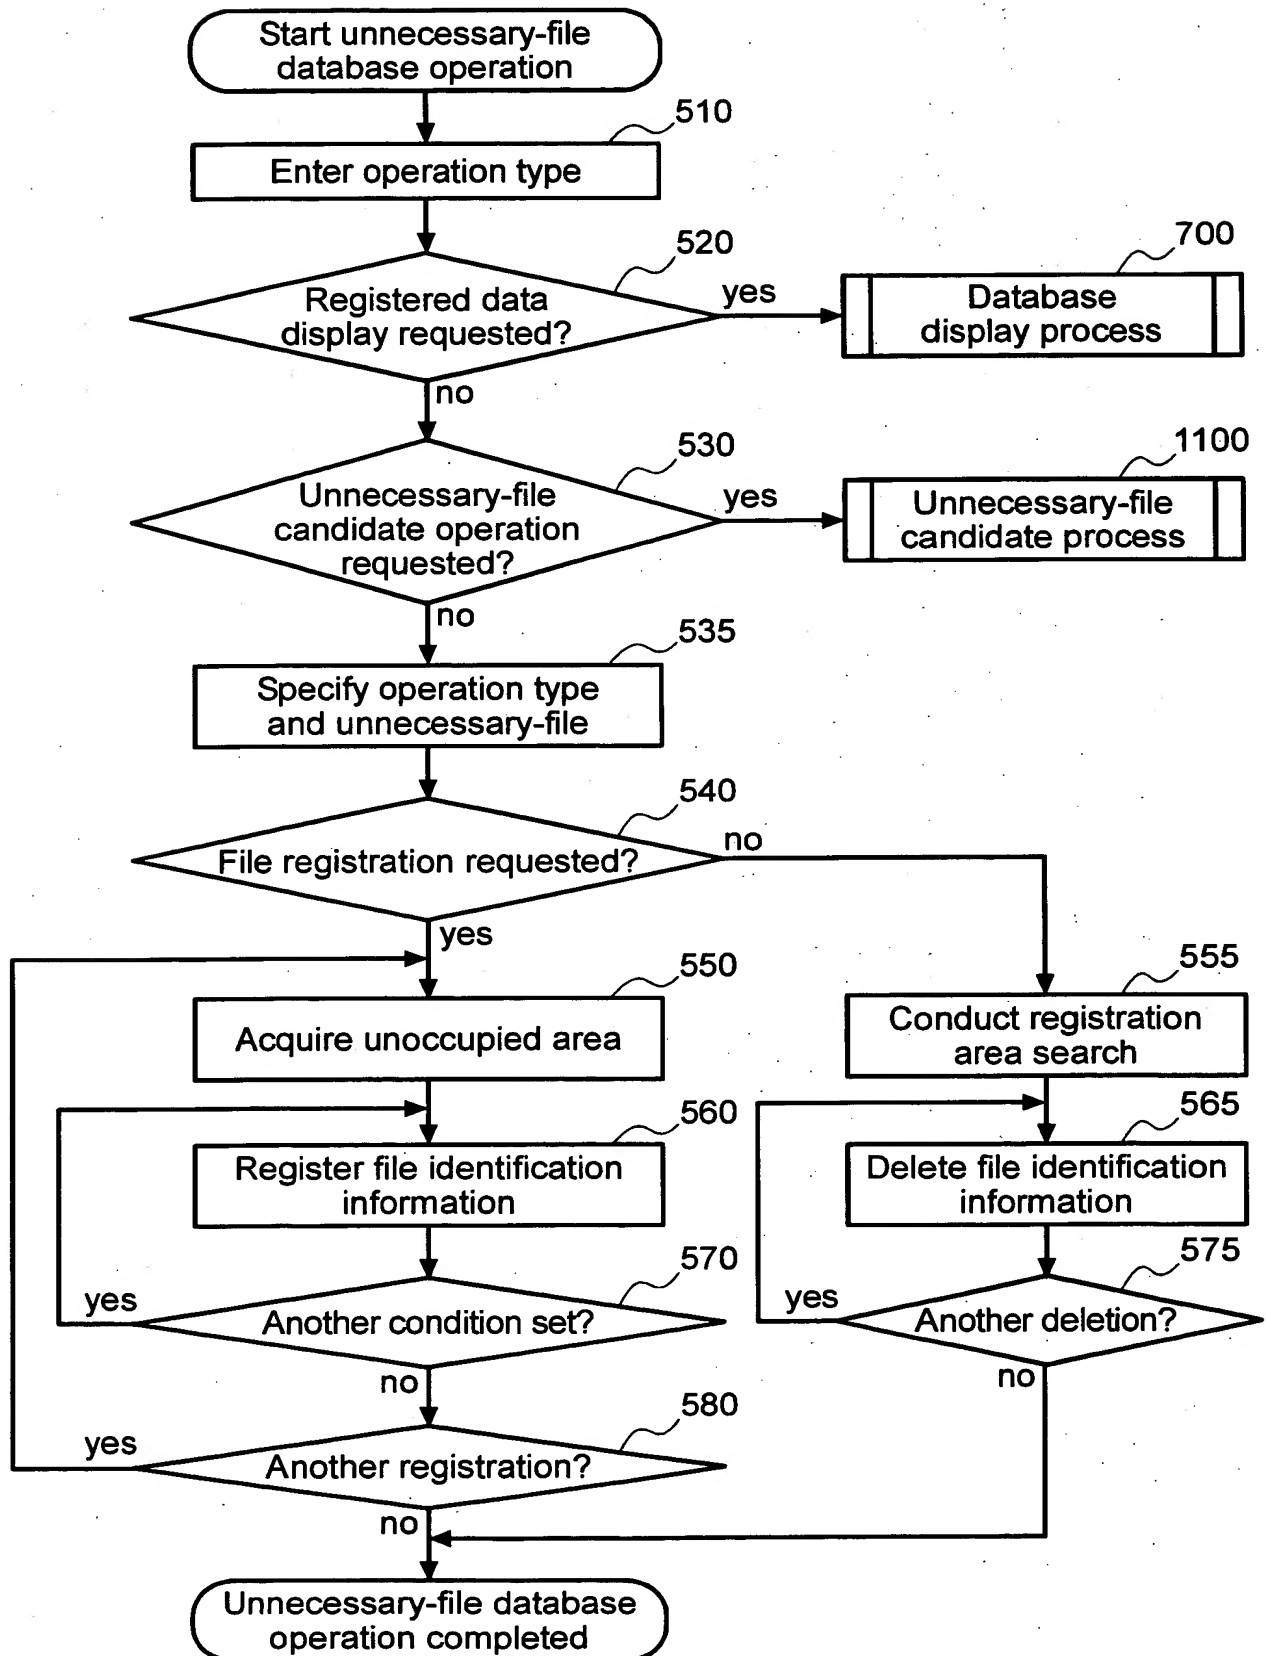 Start unnecessary-file
database operation
510
Enter operation type
520
Registered data
display requested?
yes
700
Database
display process
no
530
Unnecessary-file
candidate operation
requested?
yes
1100
Unnecessary-file
candidate process
no
535
Specify operation type
and unnecessary-file
540
File registration requested?
no
yes
550
Acquire unoccupied area
555
Conduct registration
area search
560
Register file identification
information
565
Delete file identification
information
570
Another condition set?
yes
575
Another deletion?
yes
no
no
580
Another registration?
yes
no
Unnecessary-file database
operation completed